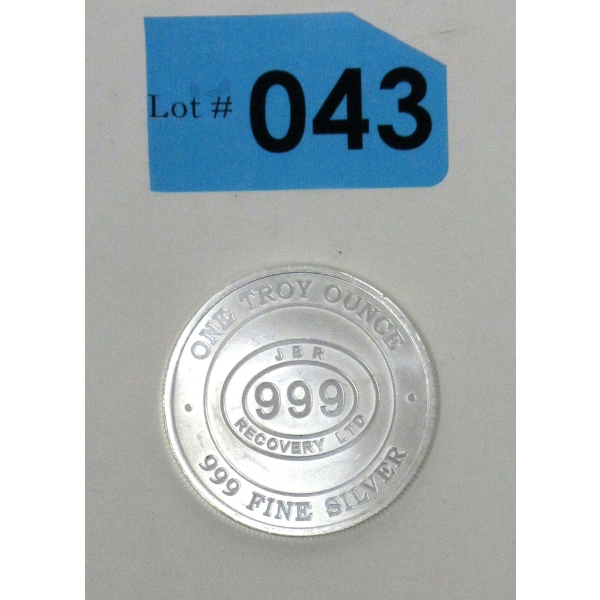 Lot # 043
ONE TROY OUNCE
JBR
999
RECOVERY LTD
999 FINE SILVER